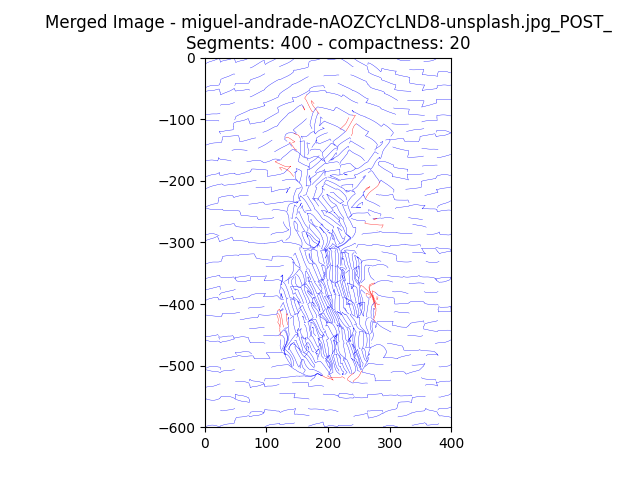 Merged Image - miguel-andrade-nAOZCYcLND8-unsplash.jpg_POST_
Segments: 400 - compactness: 20
0
−100
−200
−300
−400
−500
−600
0 100 200 300 400